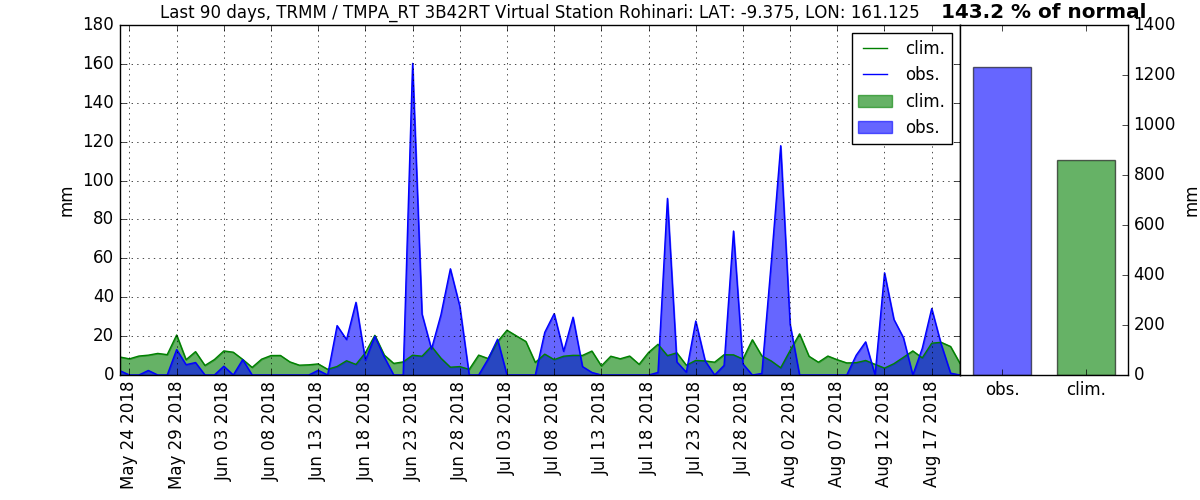 Last 90 days, TRMM / TMPA_RT 3B42RT Virtual Station Rohinari: LAT: -9.375, LON: 161.125
143.2 % of normal
mm
180
160
140
120
100
80
60
40
20
0
clim.
obs.
clim.
obs.
May 24 2018
May 29 2018
Jun 03 2018
Jun 08 2018
Jun 13 2018
Jun 18 2018
Jun 23 2018
Jun 28 2018
Jul 03 2018
Jul 08 2018
Jul 13 2018
Jul 18 2018
Jul 23 2018
Jul 28 2018
Aug 02 2018
Aug 07 2018
Aug 12 2018
Aug 17 2018
obs.
clim.
1400
1200
1000
800
600
400
200
0
mm